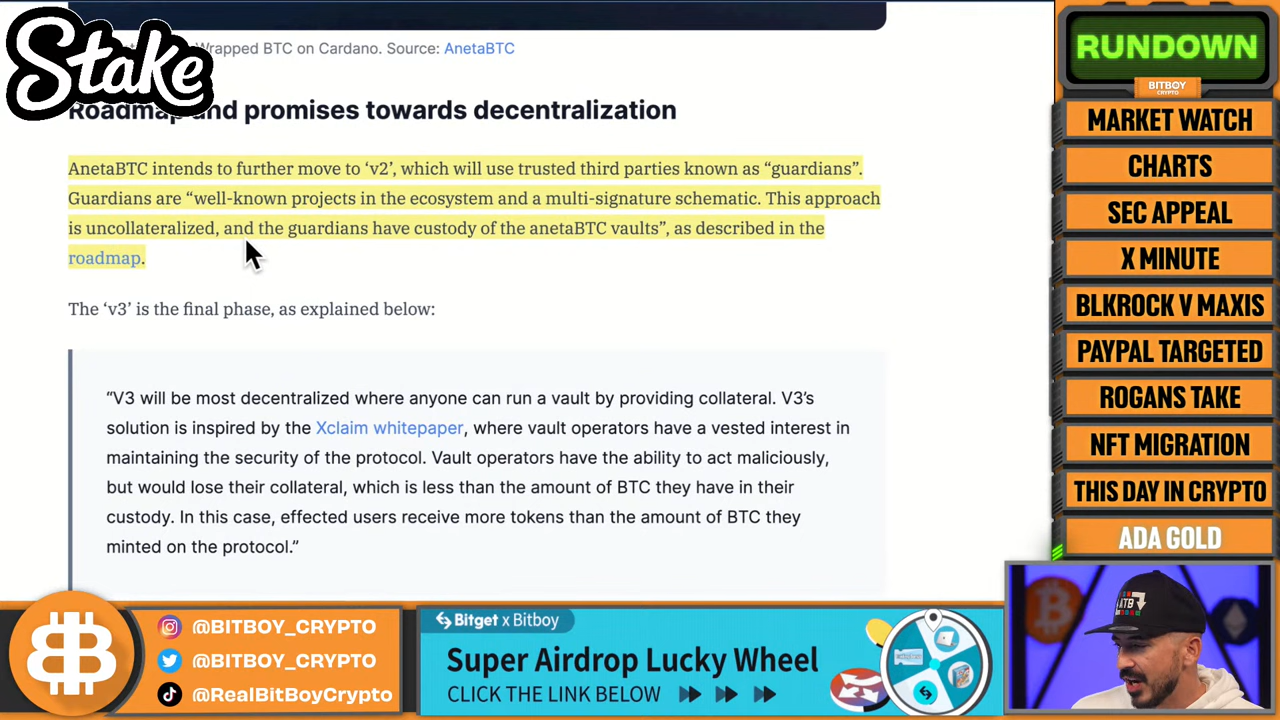 Stake
Wrapped BTC on Cardano. Source: AnetaBTC
Roadmap and promises towards decentralization
AnetaBTC intends to further move to ‘v2’, which will use trusted third parties known as “guardians”.
Guardians are “well-known projects in the ecosystem and a multi-signature schematic. This approach
is uncollateralized, and the guardians have custody of the anetaBTC vaults”, as described in the
roadmap.
The ‘v3’ is the final phase, as explained below:
“V3 will be most decentralized where anyone can run a vault by providing collateral. V3’s
solution is inspired by the Xclaim whitepaper, where vault operators have a vested interest in
maintaining the security of the protocol. Vault operators have the ability to act maliciously,
but would lose their collateral, which is less than the amount of BTC they have in their
custody. In this case, effected users receive more tokens than the amount of BTC they
minted on the protocol.”
RUNDOWN
BITBOY
CRYPTO
MARKET WATCH
CHARTS
SEC APPEAL
X MINUTE
BLKROCK V MAXIS
PAYPAL TARGETED
ROGANS TAKE
NFT MIGRATION
THIS DAY IN CRYPTO
ADA GOLD
@BITBOY_CRYPTO
@BITBOY_CRYPTO
@RealBitBoyCrypto
Bitget x Bitboy
Super Airdrop Lucky Wheel
CLICK THE LINK BELOW
ATB